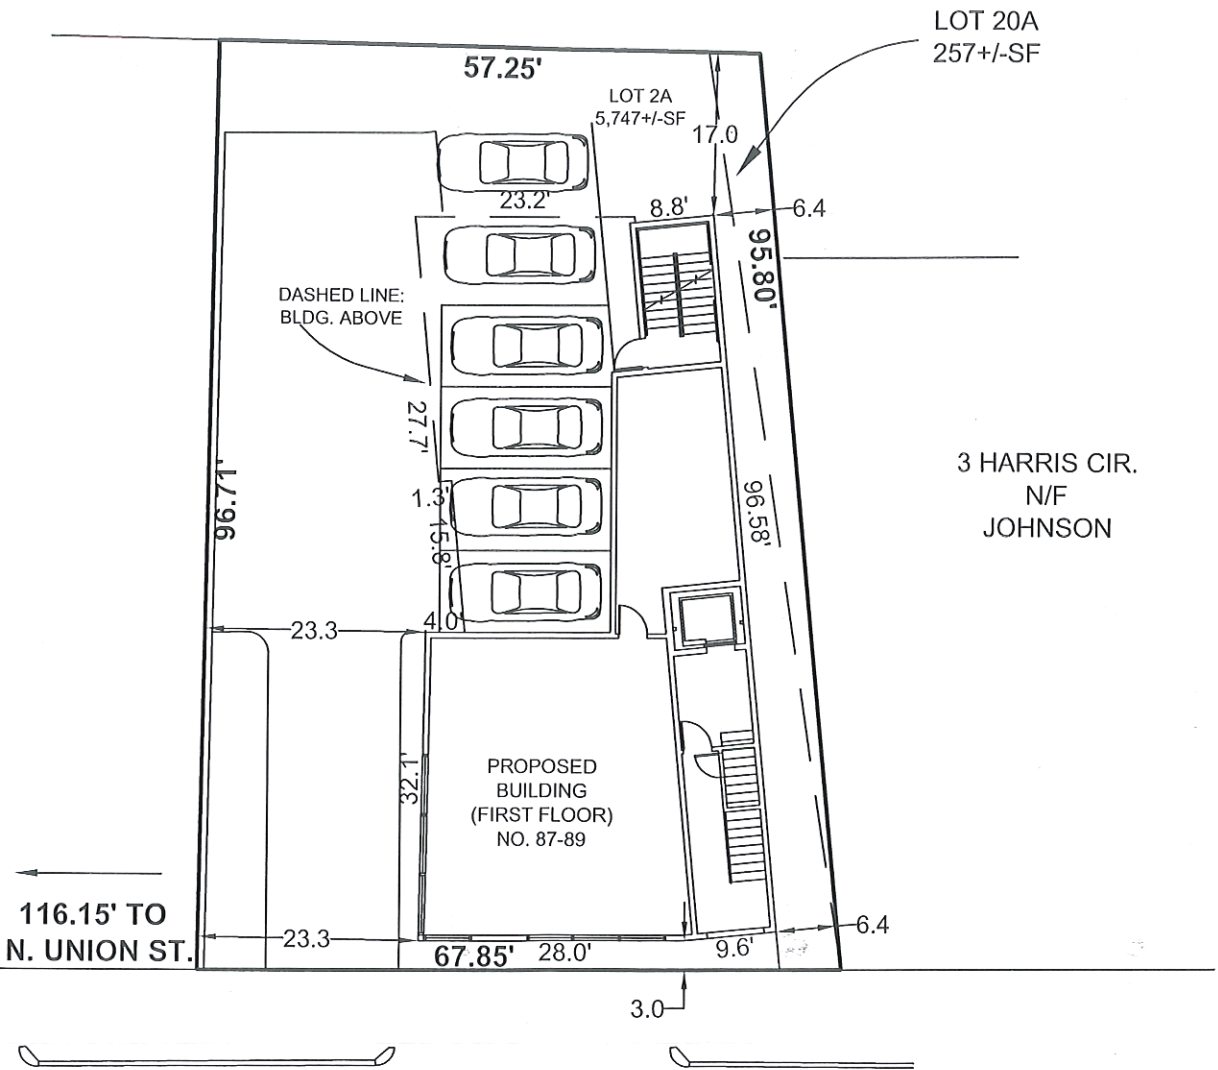 LOT 20A
257+/-SF
57.25'
LOT 2A
5,747+/-SF
17.0
23.2'
8.8'
6.4
95.80'
DASHED LINE:
BLDG. ABOVE
27.7'
96.71'
1.3'
15.8'
96.58'
3 HARRIS CIR.
N/F
JOHNSON
4.0'
23.3
32.1'
PROPOSED
BUILDING
(FIRST FLOOR)
NO. 87-89
116.15' TO
N. UNION ST.
23.3
67.85'
28.0'
9.6'
6.4
3.0